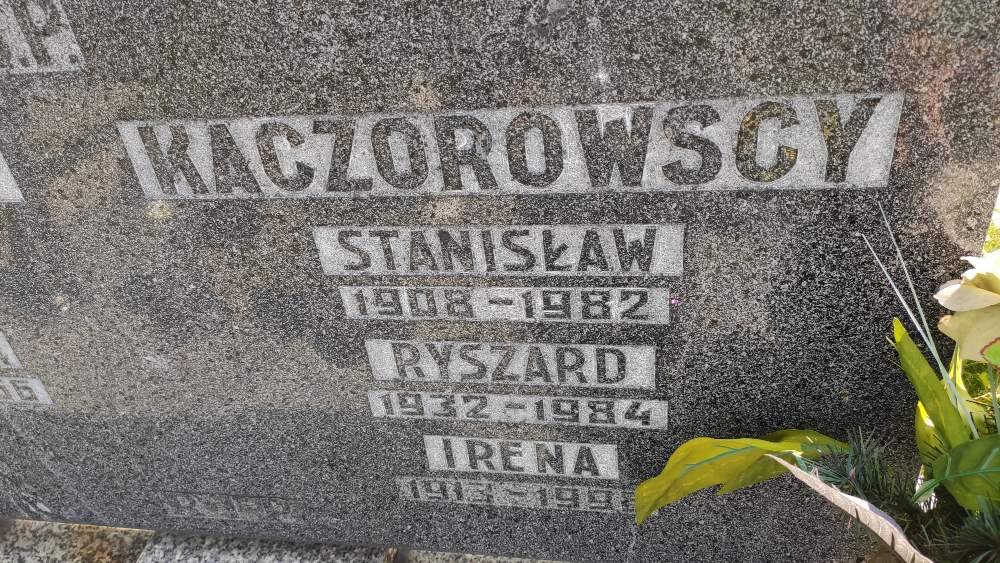 KACZOROWSCY
STANISŁAW
1908-1982
RYSZARD
1932-1984
IRENA